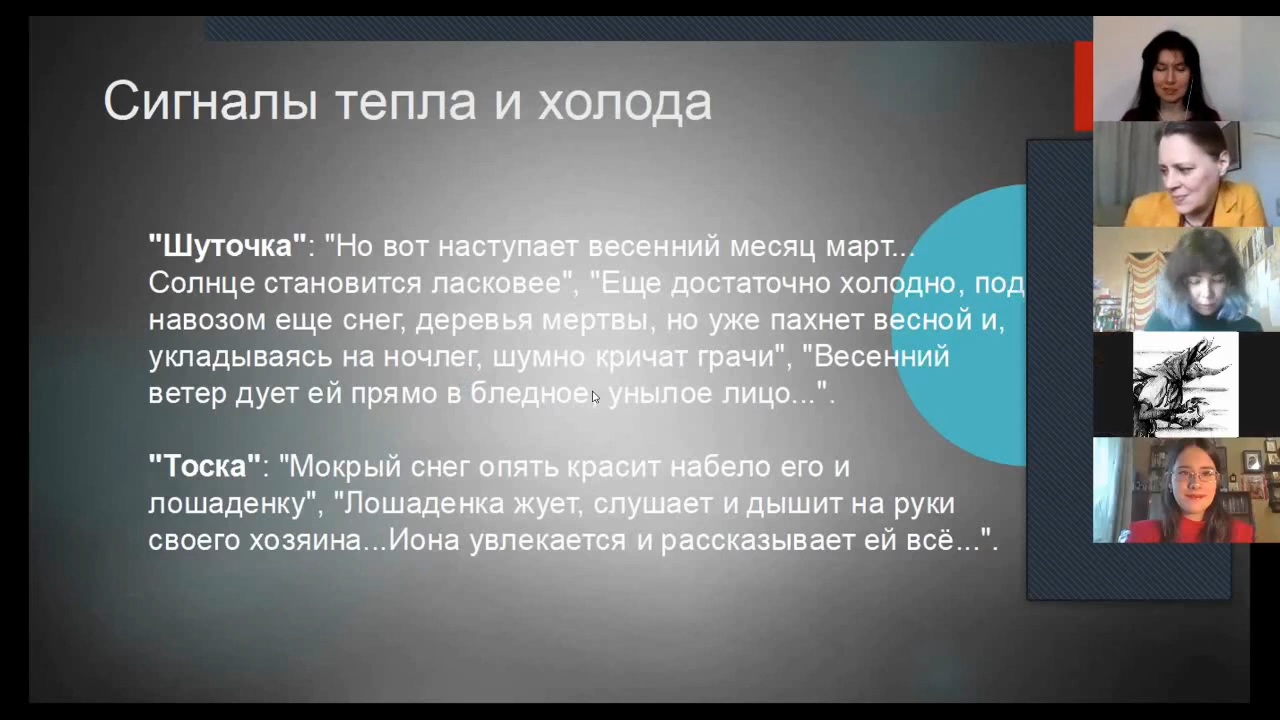 Сигналы тепла и холода
"Шуточка": "Но вот наступает весенний месяц март...
Солнце становится ласковее", "Еще достаточно холодно, под
навозом еще снег, деревья мертвы, но уже пахнет весной и,
укладываясь на ночлег, шумно кричат грачи", "Весенний
ветер дует ей прямо в бледное, унылое лицо...".
"Тоска": "Мокрый снег опять красит набело его и
лошаденку", "Лошаденка жует, слушает и дышит на руки
своего хозяина...Иона увлекается и рассказывает ей всё...".